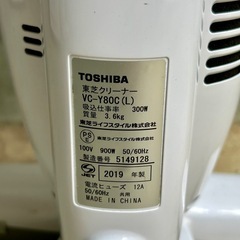 TOSHIBA
東芝クリーナー
VC-Y80C(L)
吸込仕事率 300W
質量 3.6kg
東芝ライフスタイル株式会社
PS
E
100V 900W 50/60Hz
製造番号 5149128
JET
2019 年製
電流ヒューズ 12A
50/60Hz 共用
MADE IN CHINA